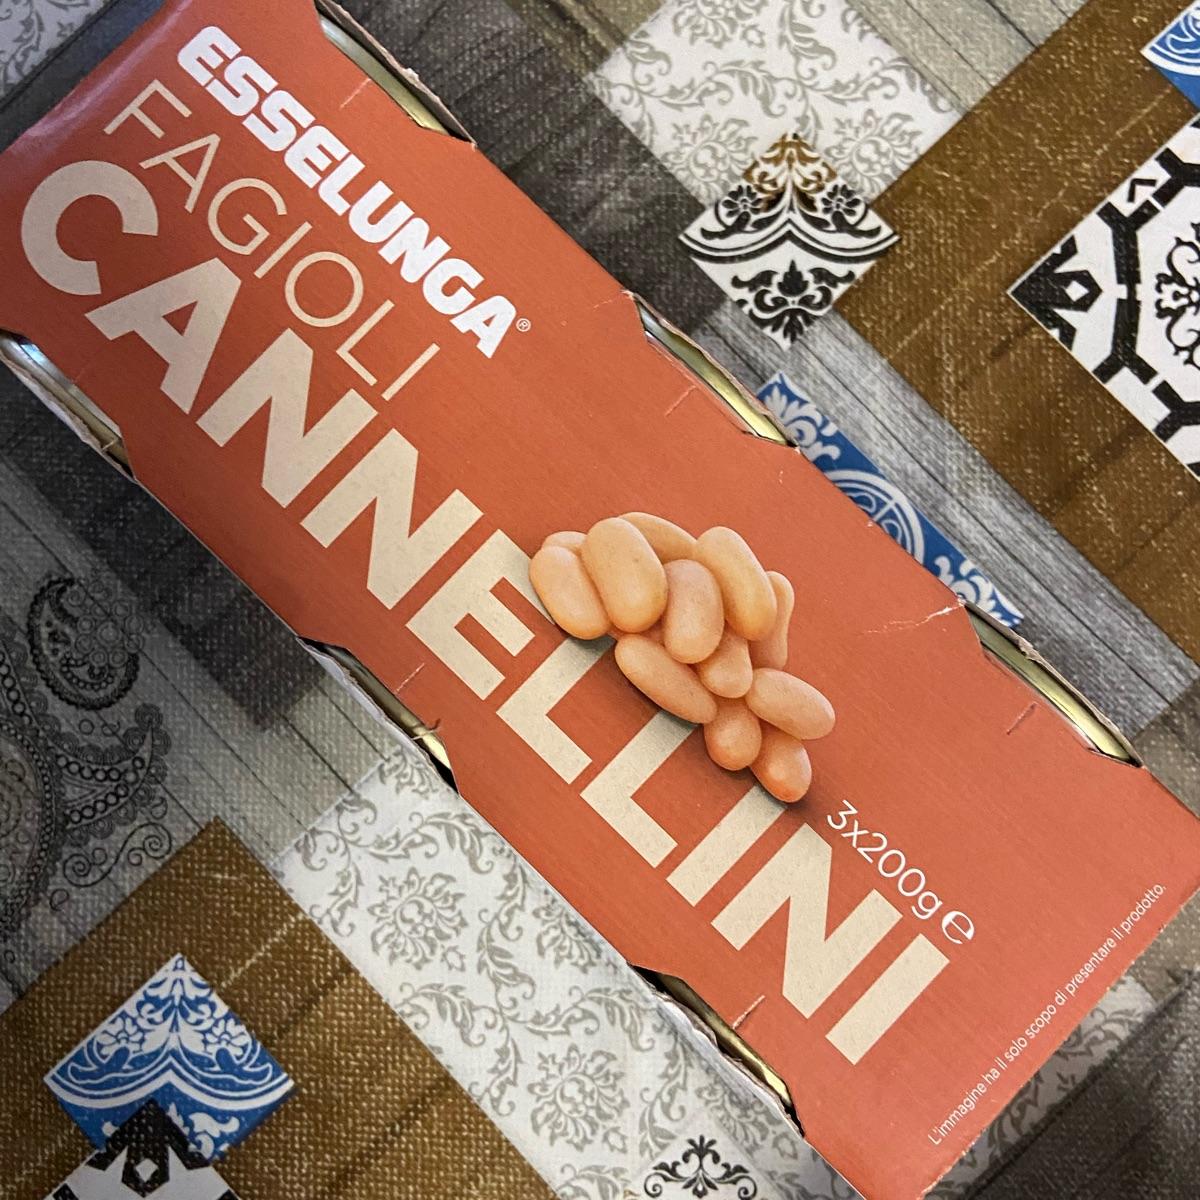 ESSELUNGA®
FAGIOLI
CANNELLINI
3x200g ℮
L'immagine ha il solo scopo di presentare il prodotto.